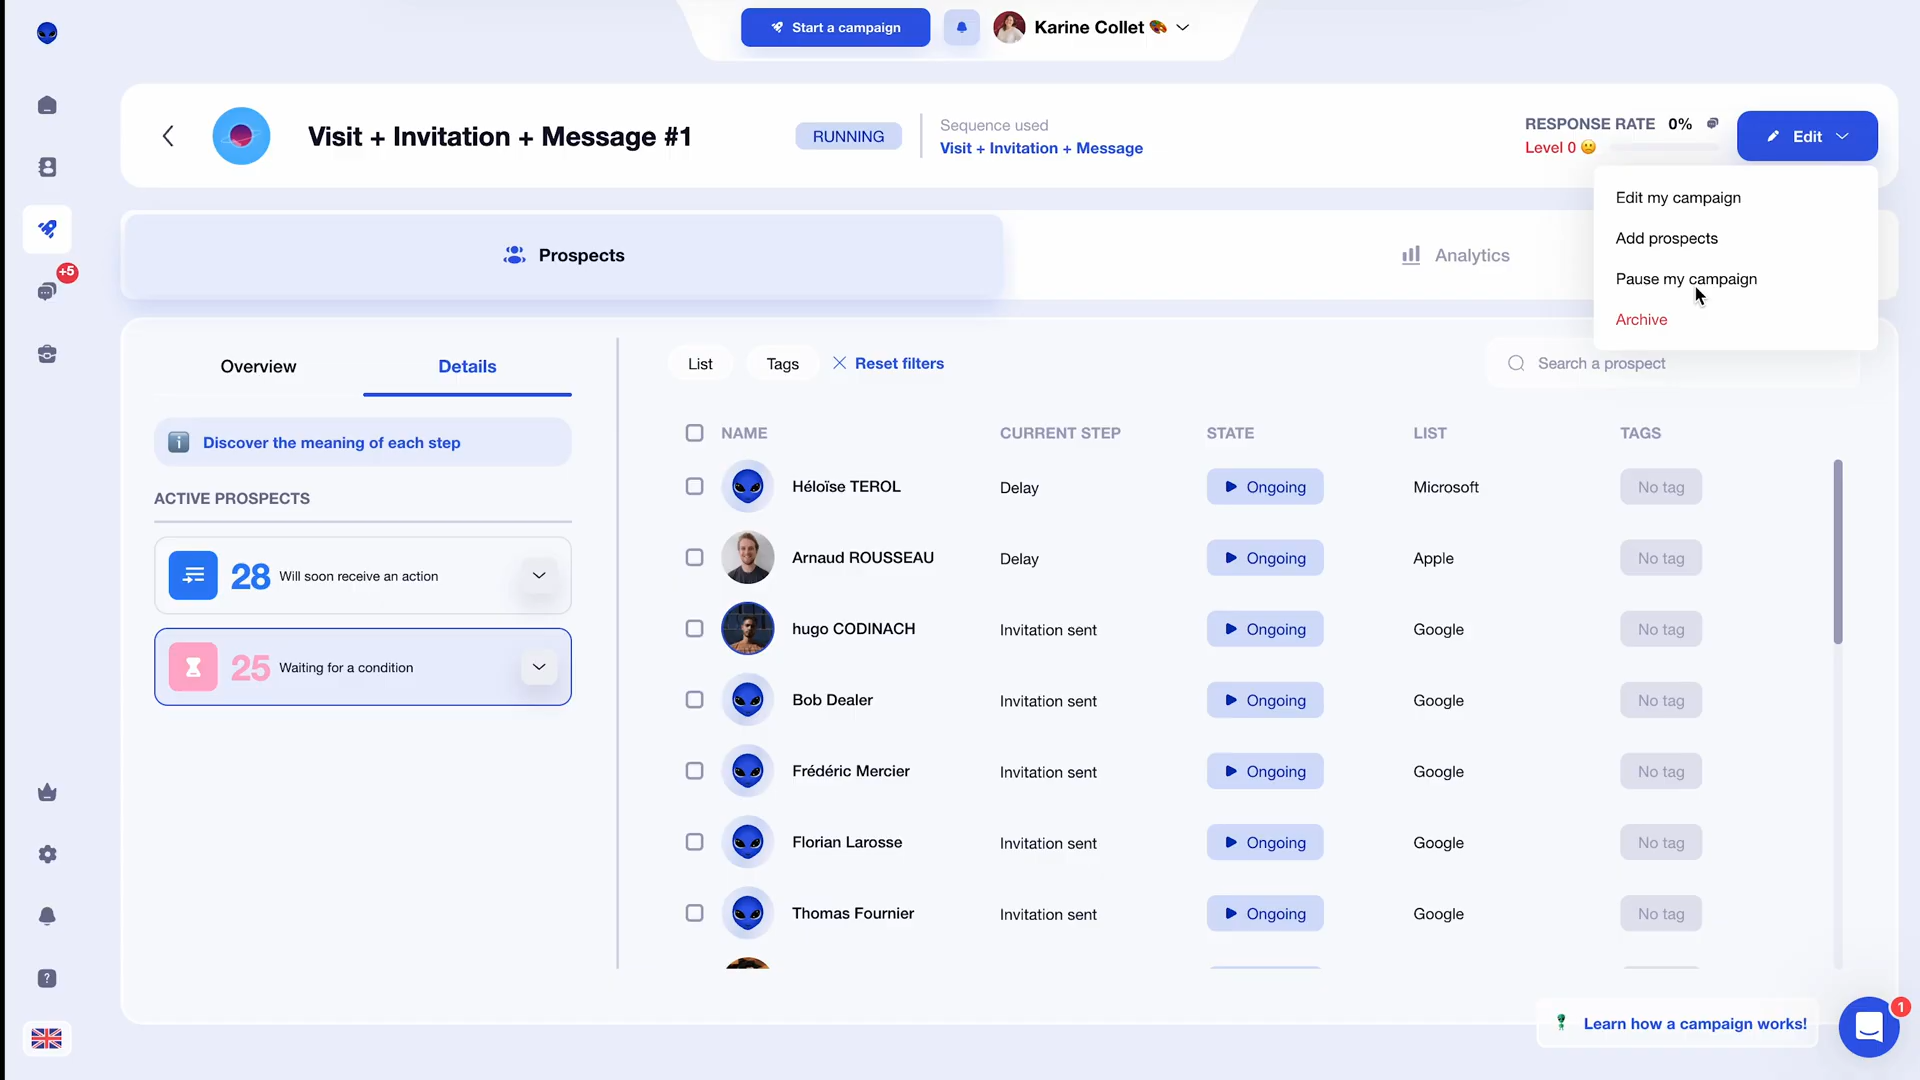 Start a campaign
Karine Collet
Visit + Invitation + Message #1
RUNNING
Sequence used
Visit + Invitation + Message
RESPONSE RATE 0%
Level 0
Edit
Edit my campaign
Add prospects
Pause my campaign
Archive
+5
Prospects
Analytics
Overview
Details
List
Tags
Reset filters
Search a prospect
Discover the meaning of each step
ACTIVE PROSPECTS
28 Will soon receive an action
25 Waiting for a condition
NAME CURRENT STEP STATE LIST TAGS
Héloïse TEROL Delay Ongoing Microsoft No tag
Arnaud ROUSSEAU Delay Ongoing Apple No tag
hugo CODINACH Invitation sent Ongoing Google No tag
Bob Dealer Invitation sent Ongoing Google No tag
Frédéric Mercier Invitation sent Ongoing Google No tag
Florian Larosse Invitation sent Ongoing Google No tag
Thomas Fournier Invitation sent Ongoing Google No tag
Learn how a campaign works!
1